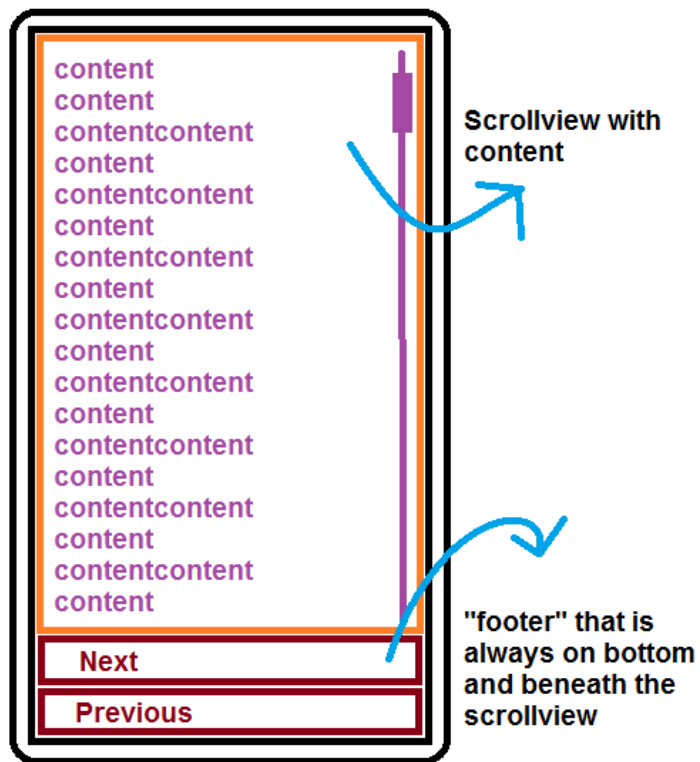 content
content
contentcontent
content
contentcontent
content
contentcontent
content
contentcontent
content
contentcontent
content
contentcontent
content
contentcontent
content
contentcontent
content
Next
Previous
Scrollview with
content
"footer" that is
always on bottom
and beneath the
scrollview